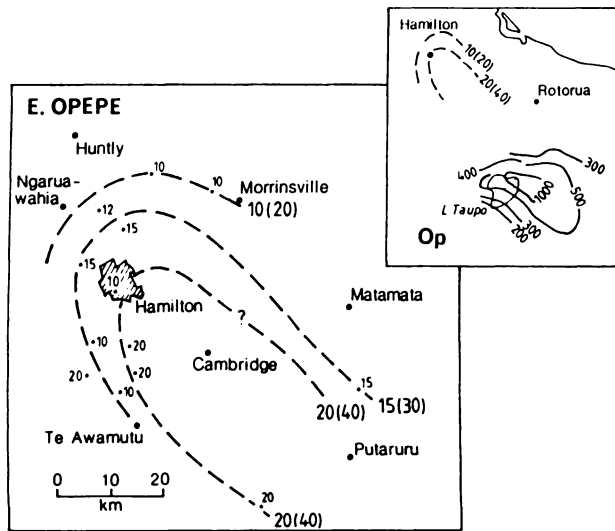 E. OPEPE
Huntly
Ngarua-
wahia
10
10
Morrinsville
10(20)
12
15
15
10
Hamilton
?
Matamata
10
20
20
20
10
Cambridge
15
15(30)
20(40)
Te Awamutu
Putaruru
20
20(40)
0 10 20
km
Hamilton
10(20)
20(40)
Rotorua
300
400
1000
500
L Taupo
300
200
Op